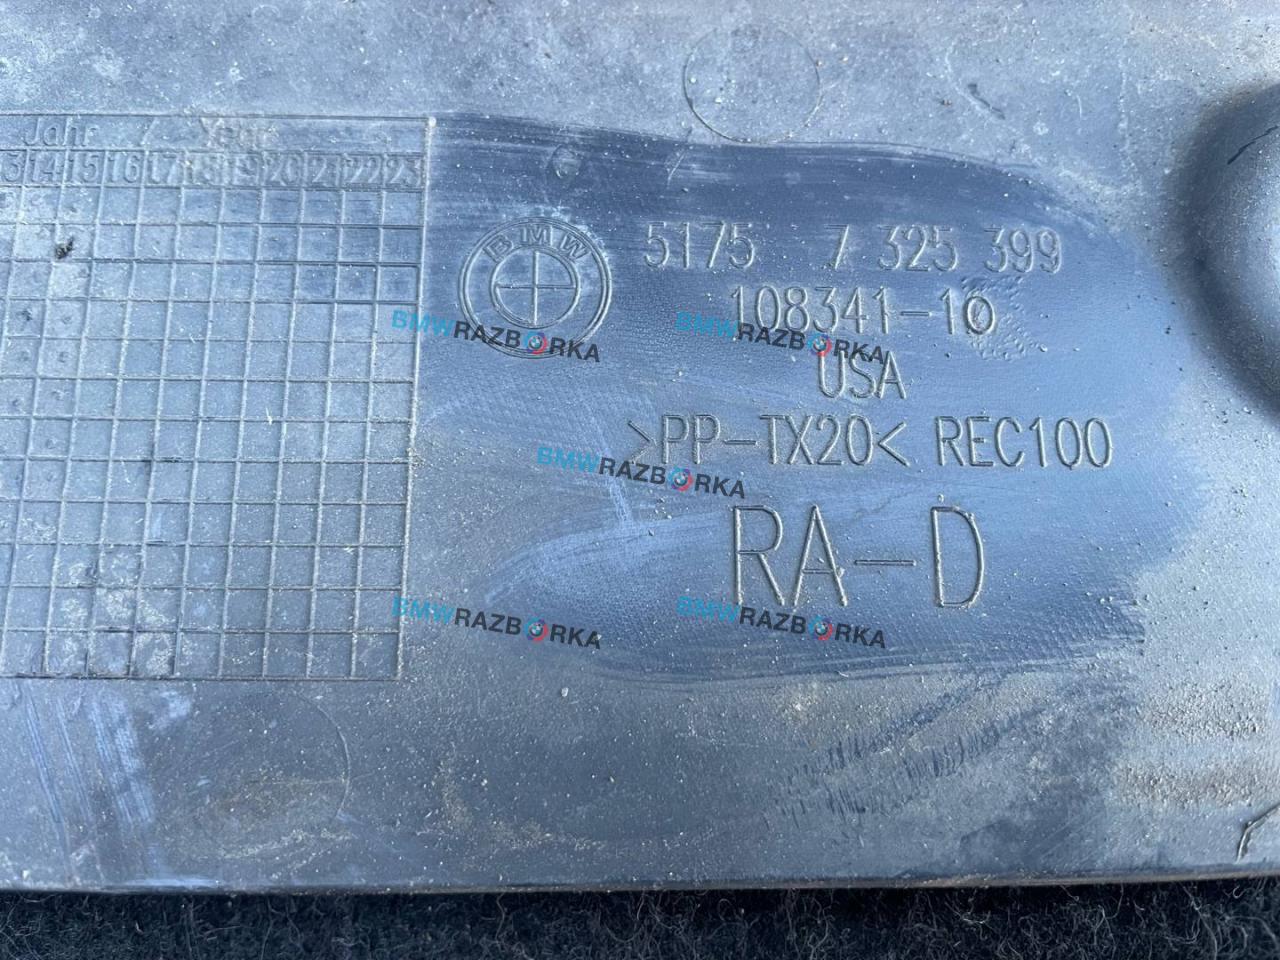 Jahr / Year
13 14 15 16 17 18 19 20 21 22 23
BMW
5175 7 325 399
108341-10
USA
>PP-TX20< REC100
RA-D
BMWRAZBORKA
BMWRAZBORKA
BMWRAZBORKA
BMWRAZBORKA
BMWRAZBORKA